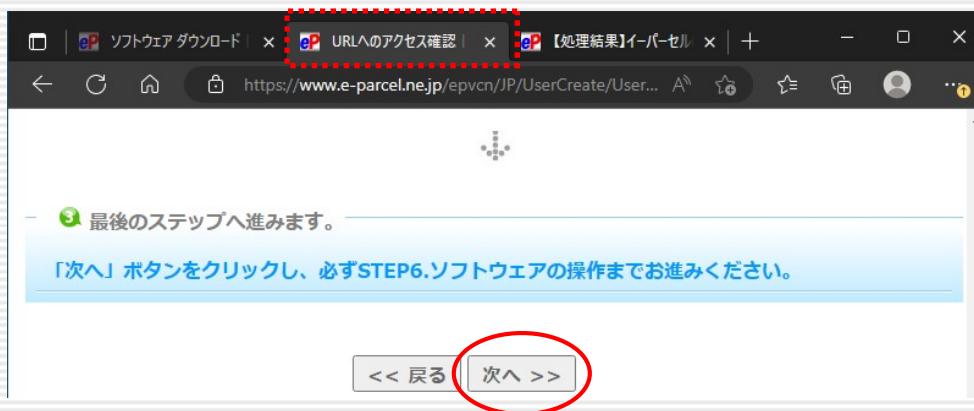 eP ソフトウェア ダウンロード
eP URLへのアクセス確認 |
eP 【処理結果】イーパーセル
https://www.e-parcel.ne.jp/epvcn/JP/UserCreate/User...
3 最後のステップへ進みます。
「次へ」ボタンをクリックし、必ずSTEP6.ソフトウェアの操作までお進みください。
<< 戻る
次へ >>